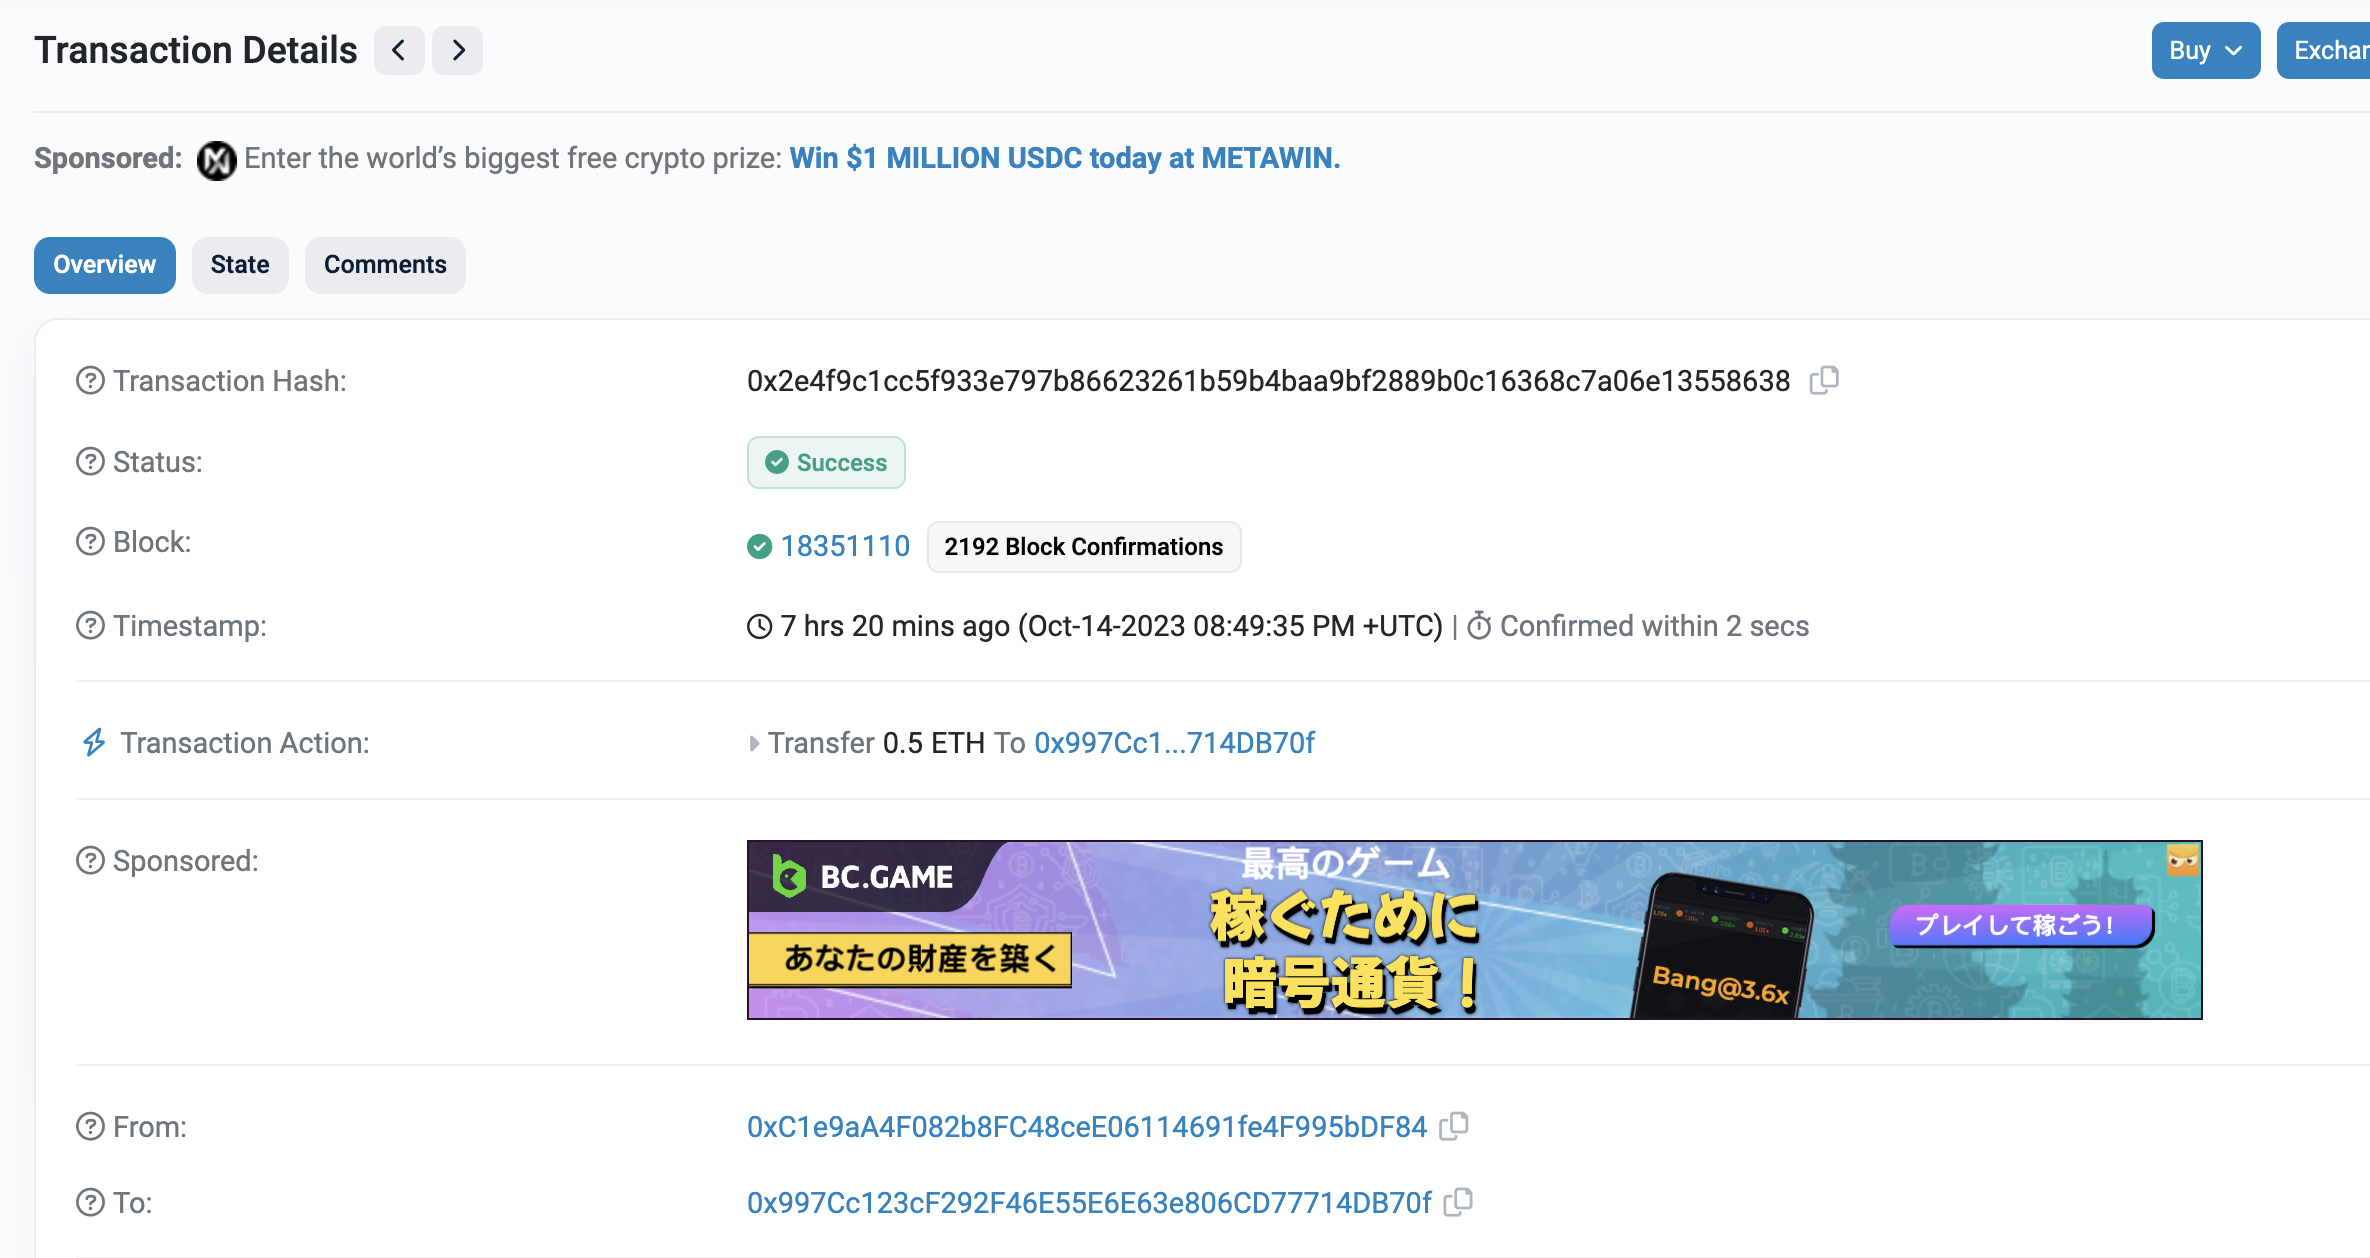 Transaction Details
Buy
Exchan
Sponsored: Enter the world's biggest free crypto prize: Win $1 MILLION USDC today at METAWIN.
Overview State Comments
Transaction Hash: 0x2e4f9c1cc5f933e797b86623261b59b4baa9bf2889b0c16368c7a06e13558638
Status: Success
Block: 18351110 2192 Block Confirmations
Timestamp: 7 hrs 20 mins ago (Oct-14-2023 08:49:35 PM +UTC) | Confirmed within 2 secs
Transaction Action: Transfer 0.5 ETH To 0x997Cc1...714DB70f
Sponsored:
BC.GAME
あなたの財産を築く
最高のゲーム
稼ぐために
暗号通貨！
Bang@3.6x
プレイして稼ごう!
From: 0xC1e9aA4F082b8FC48ceE06114691fe4F995bDF84
To: 0x997Cc123cF292F46E55E6E63e806CD77714DB70f